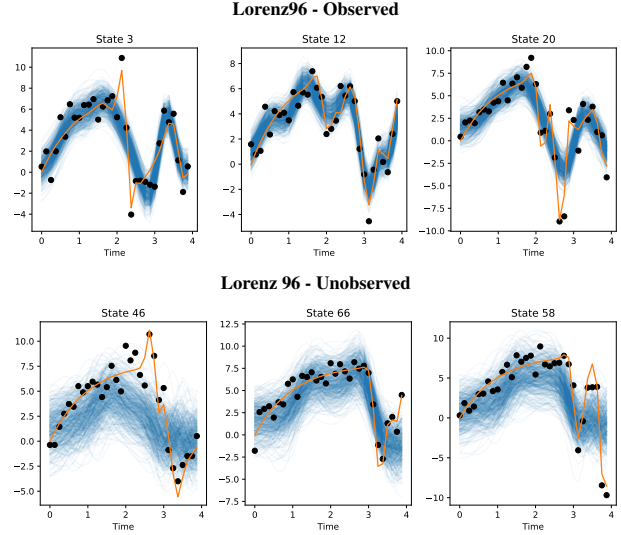 Lorenz96 - Observed
State 3
State 12
State 20
10
8
6
4
2
0
−2
−4
0 1 2 3 4
Time
8
6
4
2
0
−2
−4
0 1 2 3 4
Time
10.0
7.5
5.0
2.5
0.0
−2.5
−5.0
−7.5
−10.0
0 1 2 3 4
Time
Lorenz 96 - Unobserved
State 46
State 66
State 58
10.0
7.5
5.0
2.5
0.0
−2.5
−5.0
0 1 2 3 4
Time
12.5
10.0
7.5
5.0
2.5
0.0
−2.5
−5.0
−7.5
0 1 2 3 4
Time
10
5
0
−5
−10
0 1 2 3 4
Time